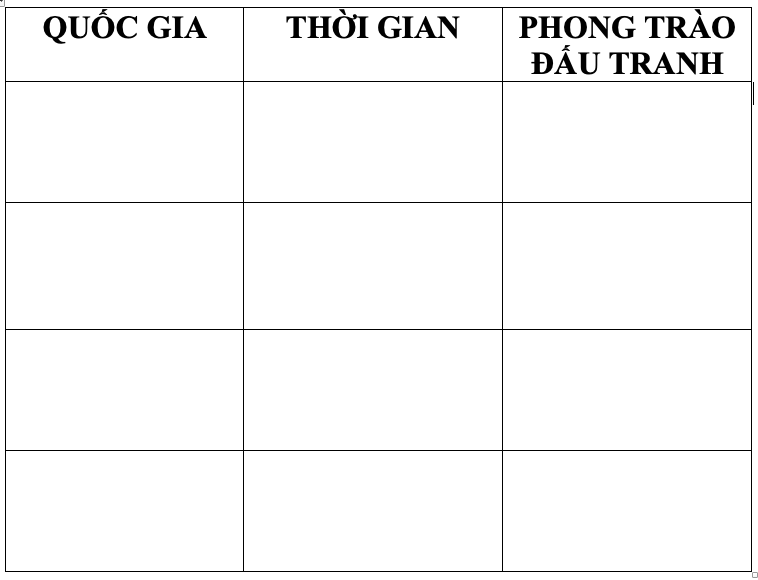 QUỐC GIA
THỜI GIAN
PHONG TRÀO
ĐẤU TRANH